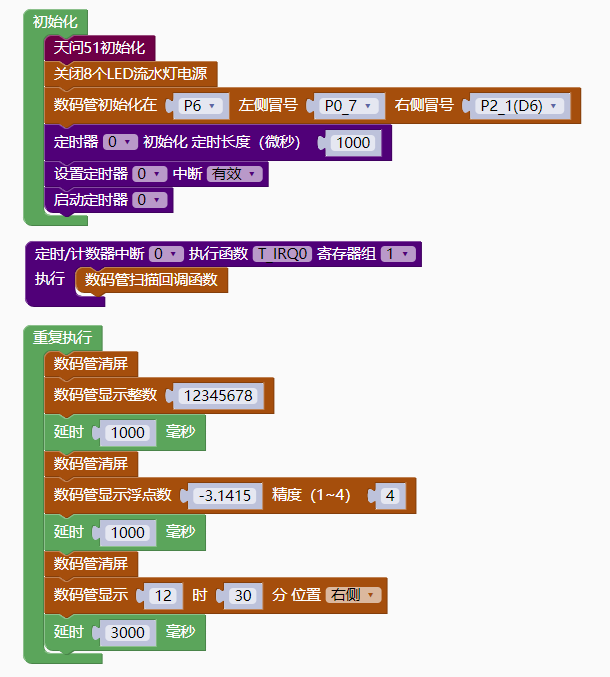 初始化
天问51初始化
关闭8个LED流水灯电源
数码管初始化在 P6 左侧冒号 P0_7 右侧冒号 P2_1(D6)
定时器 0 初始化 定时长度（微秒） 1000
设置定时器 0 中断 有效
启动定时器 0
定时/计数器中断 0 执行函数 T_IRQ0 寄存器组 1
执行 数码管扫描回调函数
重复执行
数码管清屏
数码管显示整数 12345678
延时 1000 毫秒
数码管清屏
数码管显示浮点数 -3.1415 精度（1~4） 4
延时 1000 毫秒
数码管清屏
数码管显示 12 时 30 分 位置 右侧
延时 3000 毫秒